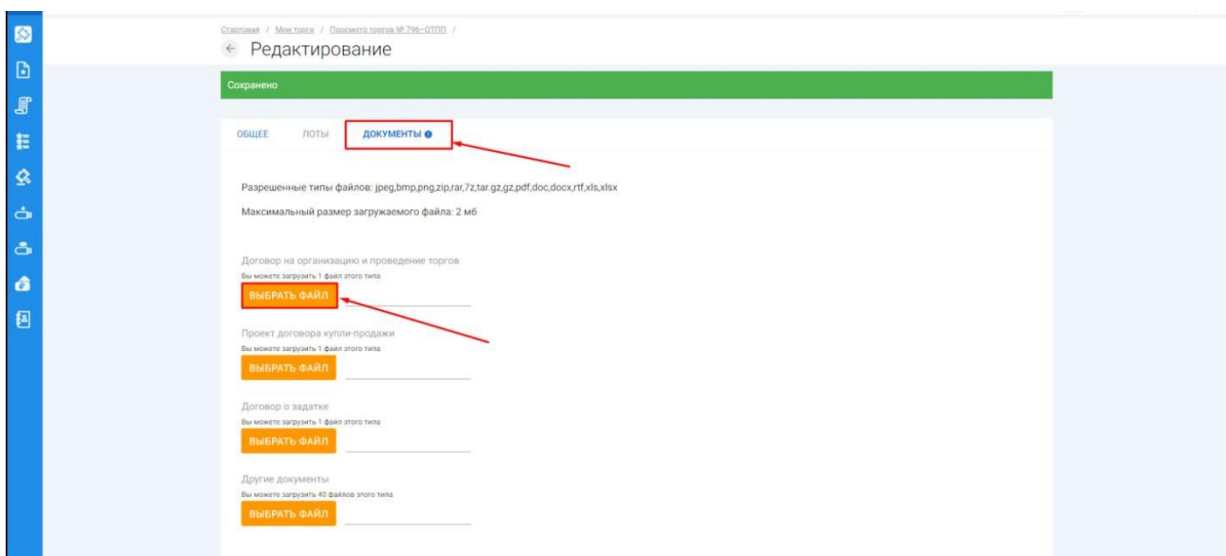 Стартовая / Мои торги / Просмотр торгов № 796-ОТПП /
Редактирование
Сохранено
ОБЩЕЕ ЛОТЫ ДОКУМЕНТЫ
Разрешенные типы файлов: jpeg,bmp,png,zip,rar,7z,tar.gz,gz,pdf,doc,docx,rtf,xls,xlsx
Максимальный размер загружаемого файла: 2 мб
Договор на организацию и проведение торгов
Вы можете загрузить 1 файл этого типа
ВЫБРАТЬ ФАЙЛ
Проект договора купли-продажи
Вы можете загрузить 1 файл этого типа
ВЫБРАТЬ ФАЙЛ
Договор о задатке
Вы можете загрузить 1 файл этого типа
ВЫБРАТЬ ФАЙЛ
Другие документы
Вы можете загрузить 40 файлов этого типа
ВЫБРАТЬ ФАЙЛ